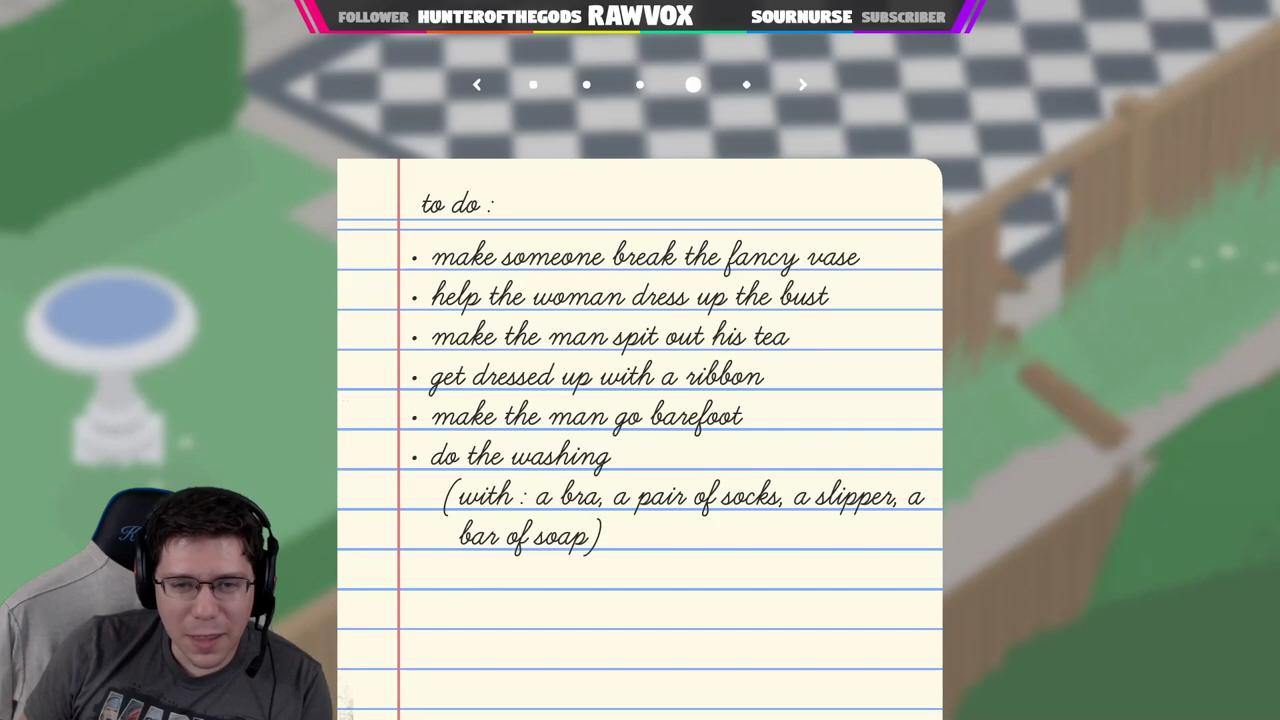 FOLLOWER HUNTEROFTHEGODS RAWVOX SOURNURSE SUBSCRIBER
to do :
• make someone break the fancy vase
• help the woman dress up the bust
• make the man spit out his tea
• get dressed up with a ribbon
• make the man go barefoot
• do the washing
(with : a bra, a pair of socks, a slipper, a
bar of soap)